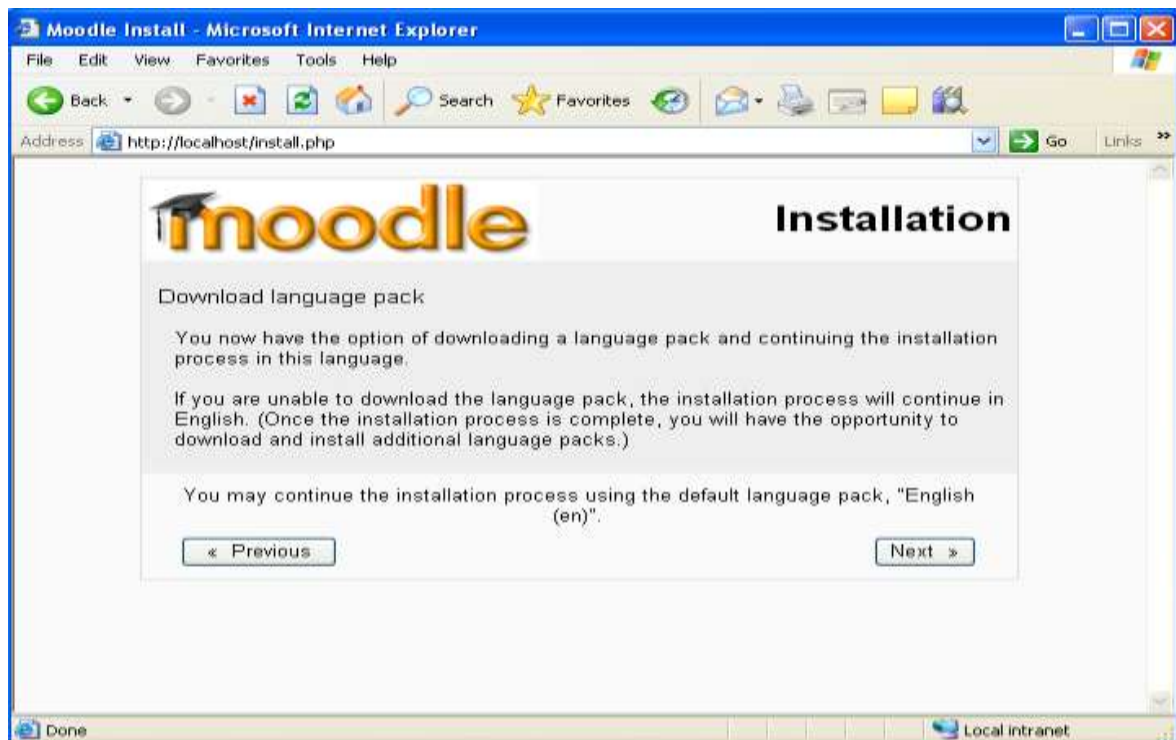 Moodle Install - Microsoft Internet Explorer
File Edit View Favorites Tools Help
Back Search Favorites
Address http://localhost/install.php Go Links »
moodle
Installation
Download language pack
You now have the option of downloading a language pack and continuing the installation
process in this language.
If you are unable to download the language pack, the installation process will continue in
English. (Once the installation process is complete, you will have the opportunity to
download and install additional language packs.)
You may continue the installation process using the default language pack, "English
(en)".
« Previous Next »
Done Local intranet